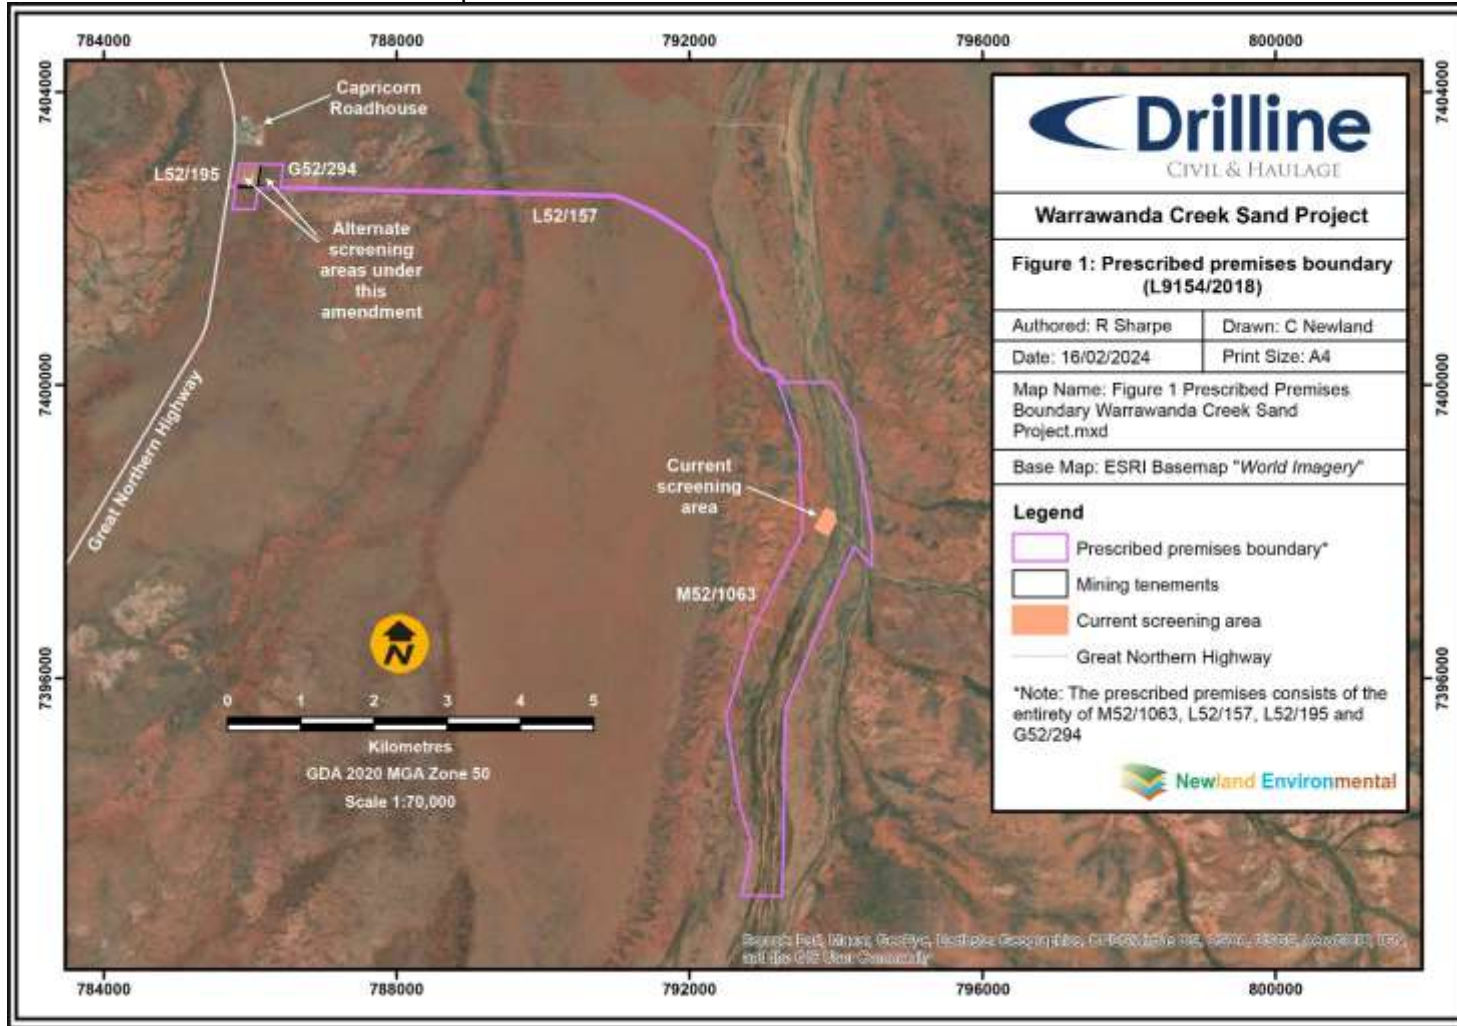 784000
788000
792000
796000
800000
7404000
7404000
Capricorn
Roadhouse
L52/195
G52/294
L52/157
Alternate
screening
areas under
this
amendment
Great Northern Highway
7400000
7400000
Current
screening
area
M52/1063
7396000
7396000
N
0 1 2 3 4 5
Kilometres
GDA 2020 MGA Zone 50
Scale 1:70,000
Drilline
CIVIL & HAULAGE
Warrawanda Creek Sand Project
Figure 1: Prescribed premises boundary
(L9154/2018)
Authored: R Sharpe
Drawn: C Newland
Date: 16/02/2024
Print Size: A4
Map Name: Figure 1 Prescribed Premises
Boundary Warrawanda Creek Sand
Project.mxd
Base Map: ESRI Basemap "World Imagery"
Legend
Prescribed premises boundary*
Mining tenements
Current screening area
Great Northern Highway
*Note: The prescribed premises consists of the
entirety of M52/1063, L52/157, L52/195 and
G52/294
Newland Environmental
and the GIS User Community
784000
788000
792000
796000
800000